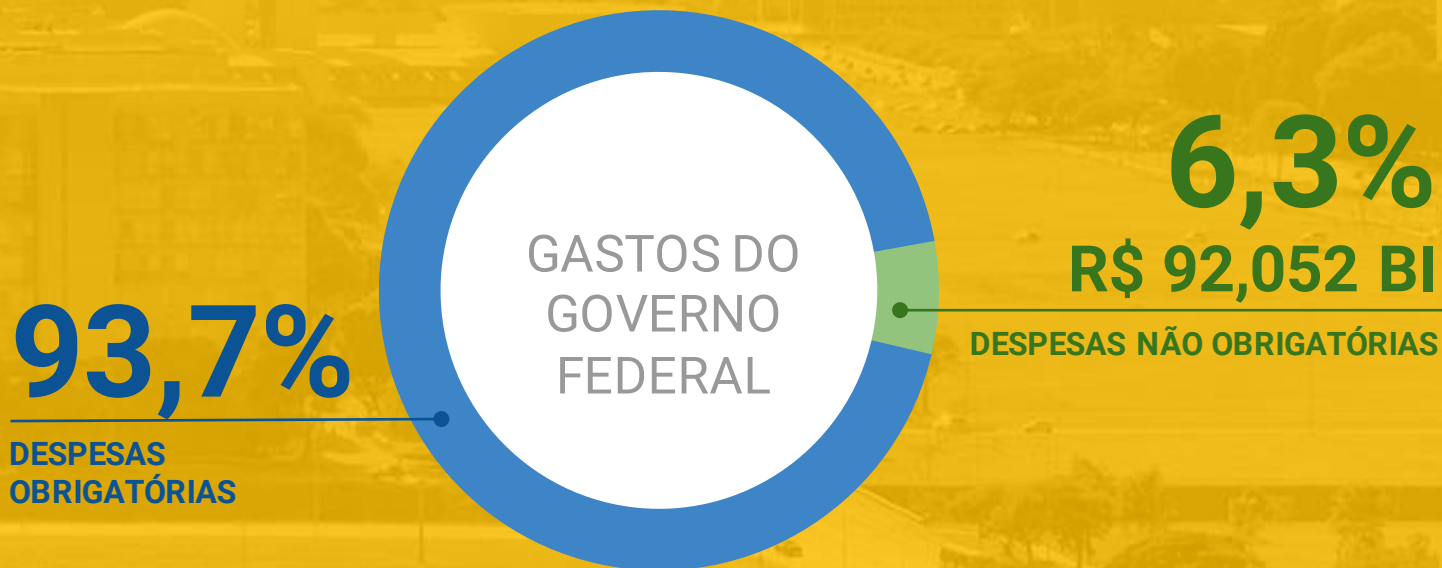 GASTOS DO
GOVERNO
FEDERAL
93,7%
DESPESAS
OBRIGATÓRIAS
6,3%
R$ 92,052 BI
DESPESAS NÃO OBRIGATÓRIAS